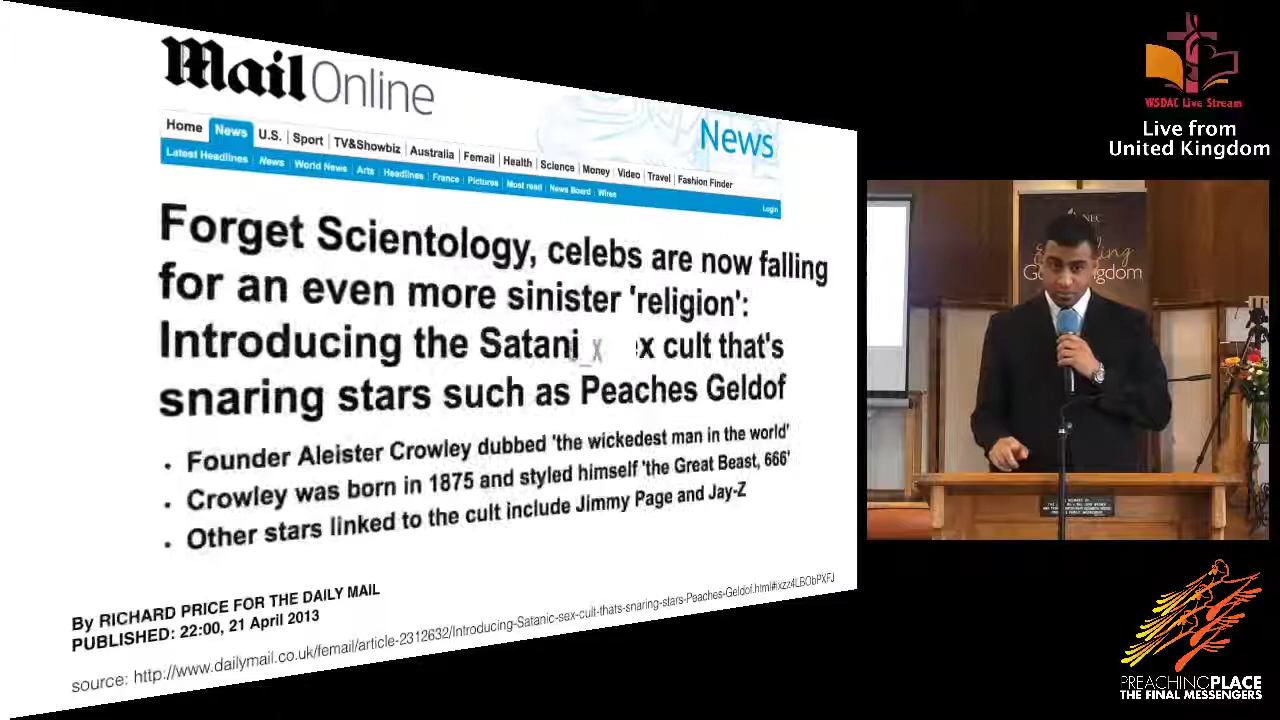 Mail Online
News
Home News U.S. Sport TV&Showbiz Australia Femail Health Science Money Video Travel Fashion Finder
Latest Headlines News World News Arts Headlines France Pictures Most read News Board Wires Login
Forget Scientology, celebs are now falling
for an even more sinister 'religion':
Introducing the Satani_x ex cult that's
snaring stars such as Peaches Geldof
• Founder Aleister Crowley dubbed 'the wickedest man in the world'
• Crowley was born in 1875 and styled himself 'the Great Beast, 666'
• Other stars linked to the cult include Jimmy Page and Jay-Z
By RICHARD PRICE FOR THE DAILY MAIL
PUBLISHED: 22:00, 21 April 2013
source: http://www.dailymail.co.uk/femail/article-2312632/Introducing-Satanic-sex-cult-thats-snaring-stars-Peaches-Geldof.html#ixzz4LBObPXFJ
WSDAC Live Stream
Live from
United Kingdom
NEC
PREACHINGPLACE
THE FINAL MESSENGERS